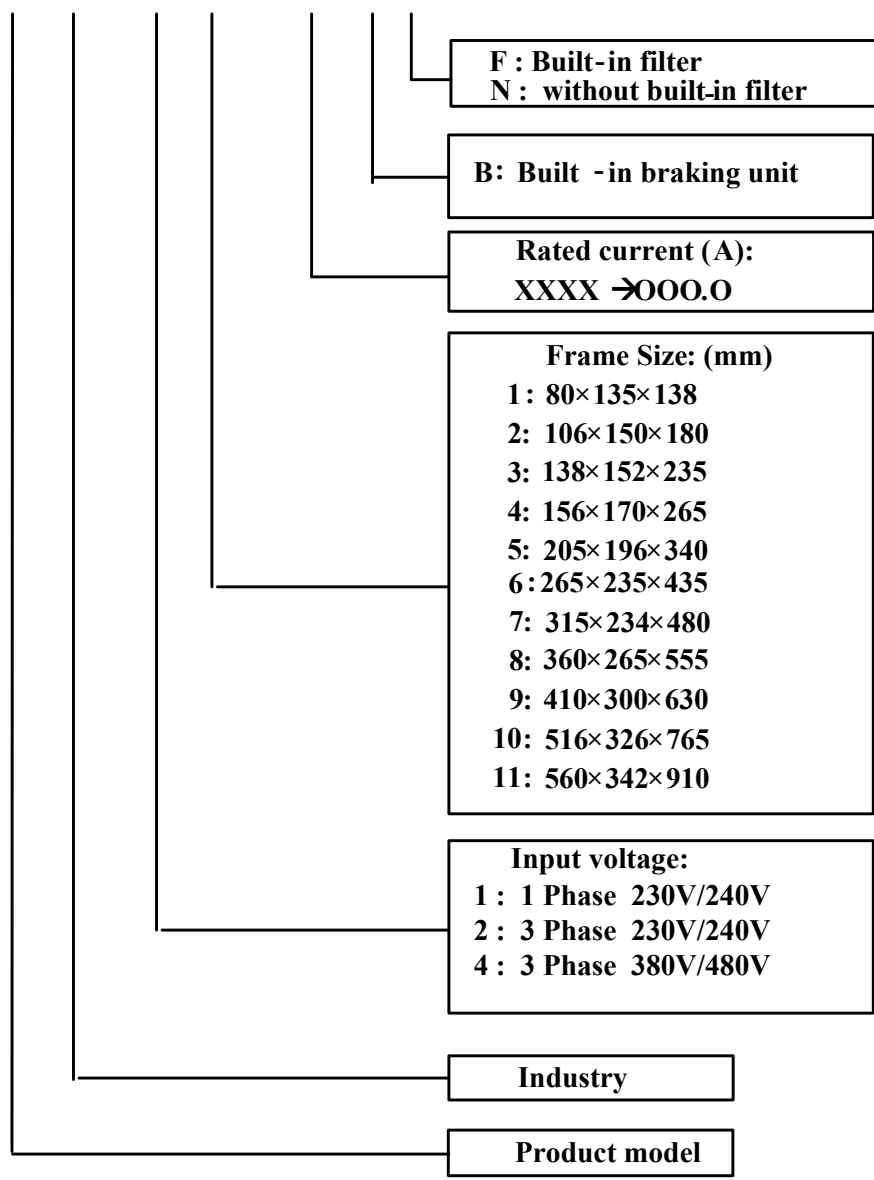 F : Built-in filter
N : without built-in filter
B: Built -in braking unit
Rated current (A):
XXXX →OOO.O
Frame Size: (mm)
1: 80×135×138
2: 106×150×180
3: 138×152×235
4: 156×170×265
5: 205×196×340
6:265×235×435
7: 315×234×480
8: 360×265×555
9: 410×300×630
10: 516×326×765
11: 560×342×910
Input voltage:
1 : 1 Phase 230V/240V
2 : 3 Phase 230V/240V
4 : 3 Phase 380V/480V
Industry
Product model